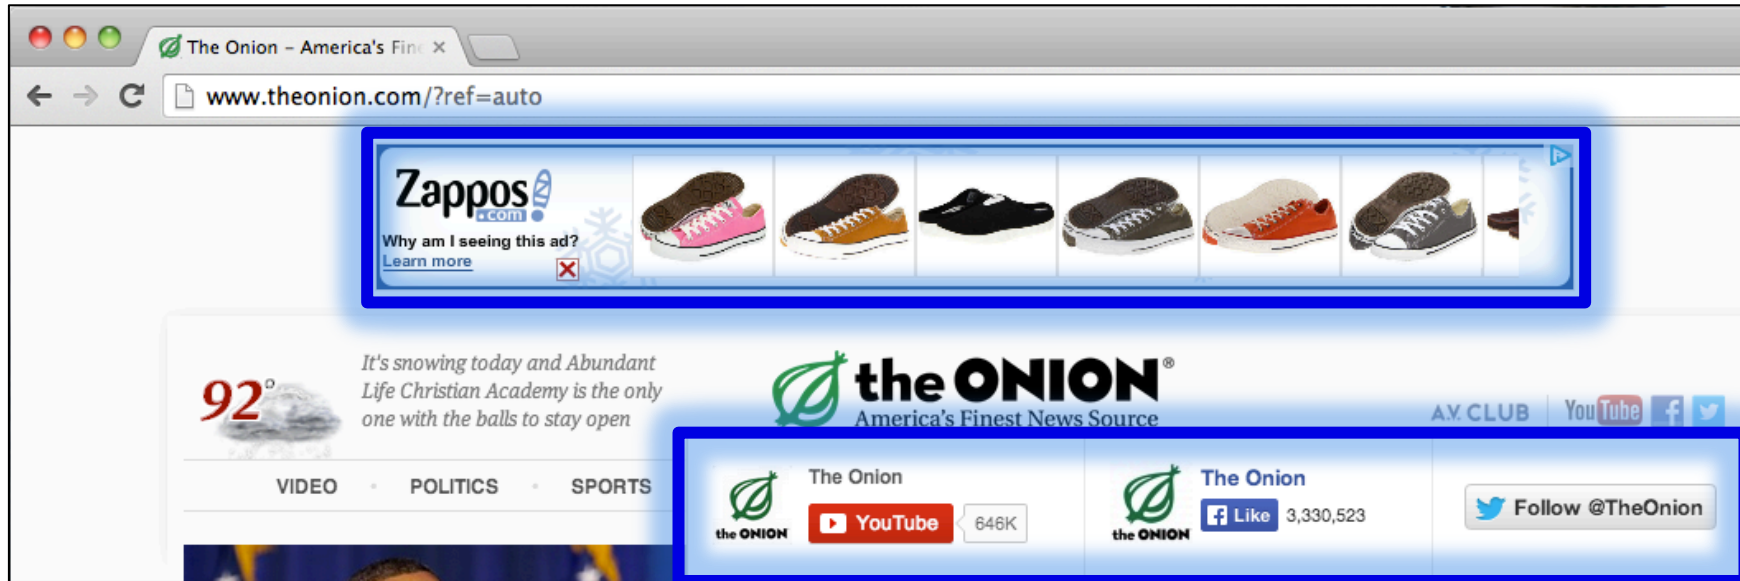 The Onion – America's Fin
www.theonion.com/?ref=auto
Zappos
.com
Why am I seeing this ad?
Learn more
92°
It's snowing today and Abundant
Life Christian Academy is the only
one with the balls to stay open
the ONION®
America's Finest News Source
A.V. CLUB YouTube
VIDEO • POLITICS • SPORTS
the ONION
The Onion
YouTube 646K
the ONION
The Onion
Like 3,330,523
Follow @TheOnion